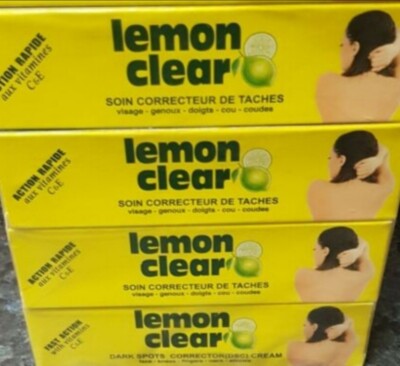 ACTION RAPIDE
aux vitamines
C&E
lemon
clear
SOIN CORRECTEUR DE TACHES
visage - genoux - doigts - cou - coudes
ACTION RAPIDE
aux vitamines
C&E
lemon
clear
SOIN CORRECTEUR DE TACHES
visage - genoux - doigts - cou - coudes
ACTION RAPIDE
aux vitamines
C&E
lemon
clear
SOIN CORRECTEUR DE TACHES
visage - genoux - doigts - cou - coudes
FAST ACTION
with vitamins
C&E
lemon
clear
DARK SPOTS CORRECTOR(DSC) CREAM